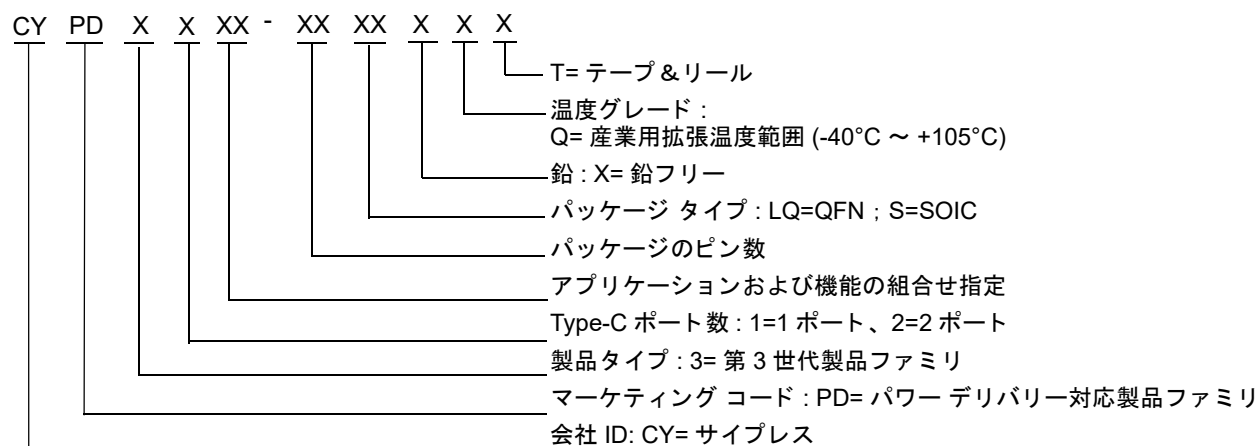 CY PD X X XX - XX XX X X X
T= テープ & リール
温度グレード :
Q= 産業用拡張温度範囲 (-40°C ～ +105°C)
鉛 : X= 鉛フリー
パッケージ タイプ : LQ=QFN ; S=SOIC
パッケージのピン数
アプリケーションおよび機能の組合せ指定
Type-C ポート数 : 1=1 ポート、2=2 ポート
製品タイプ : 3= 第 3 世代製品ファミリ
マーケティング コード : PD= パワー デリバリー対応製品ファミリ
会社 ID: CY= サイプレス